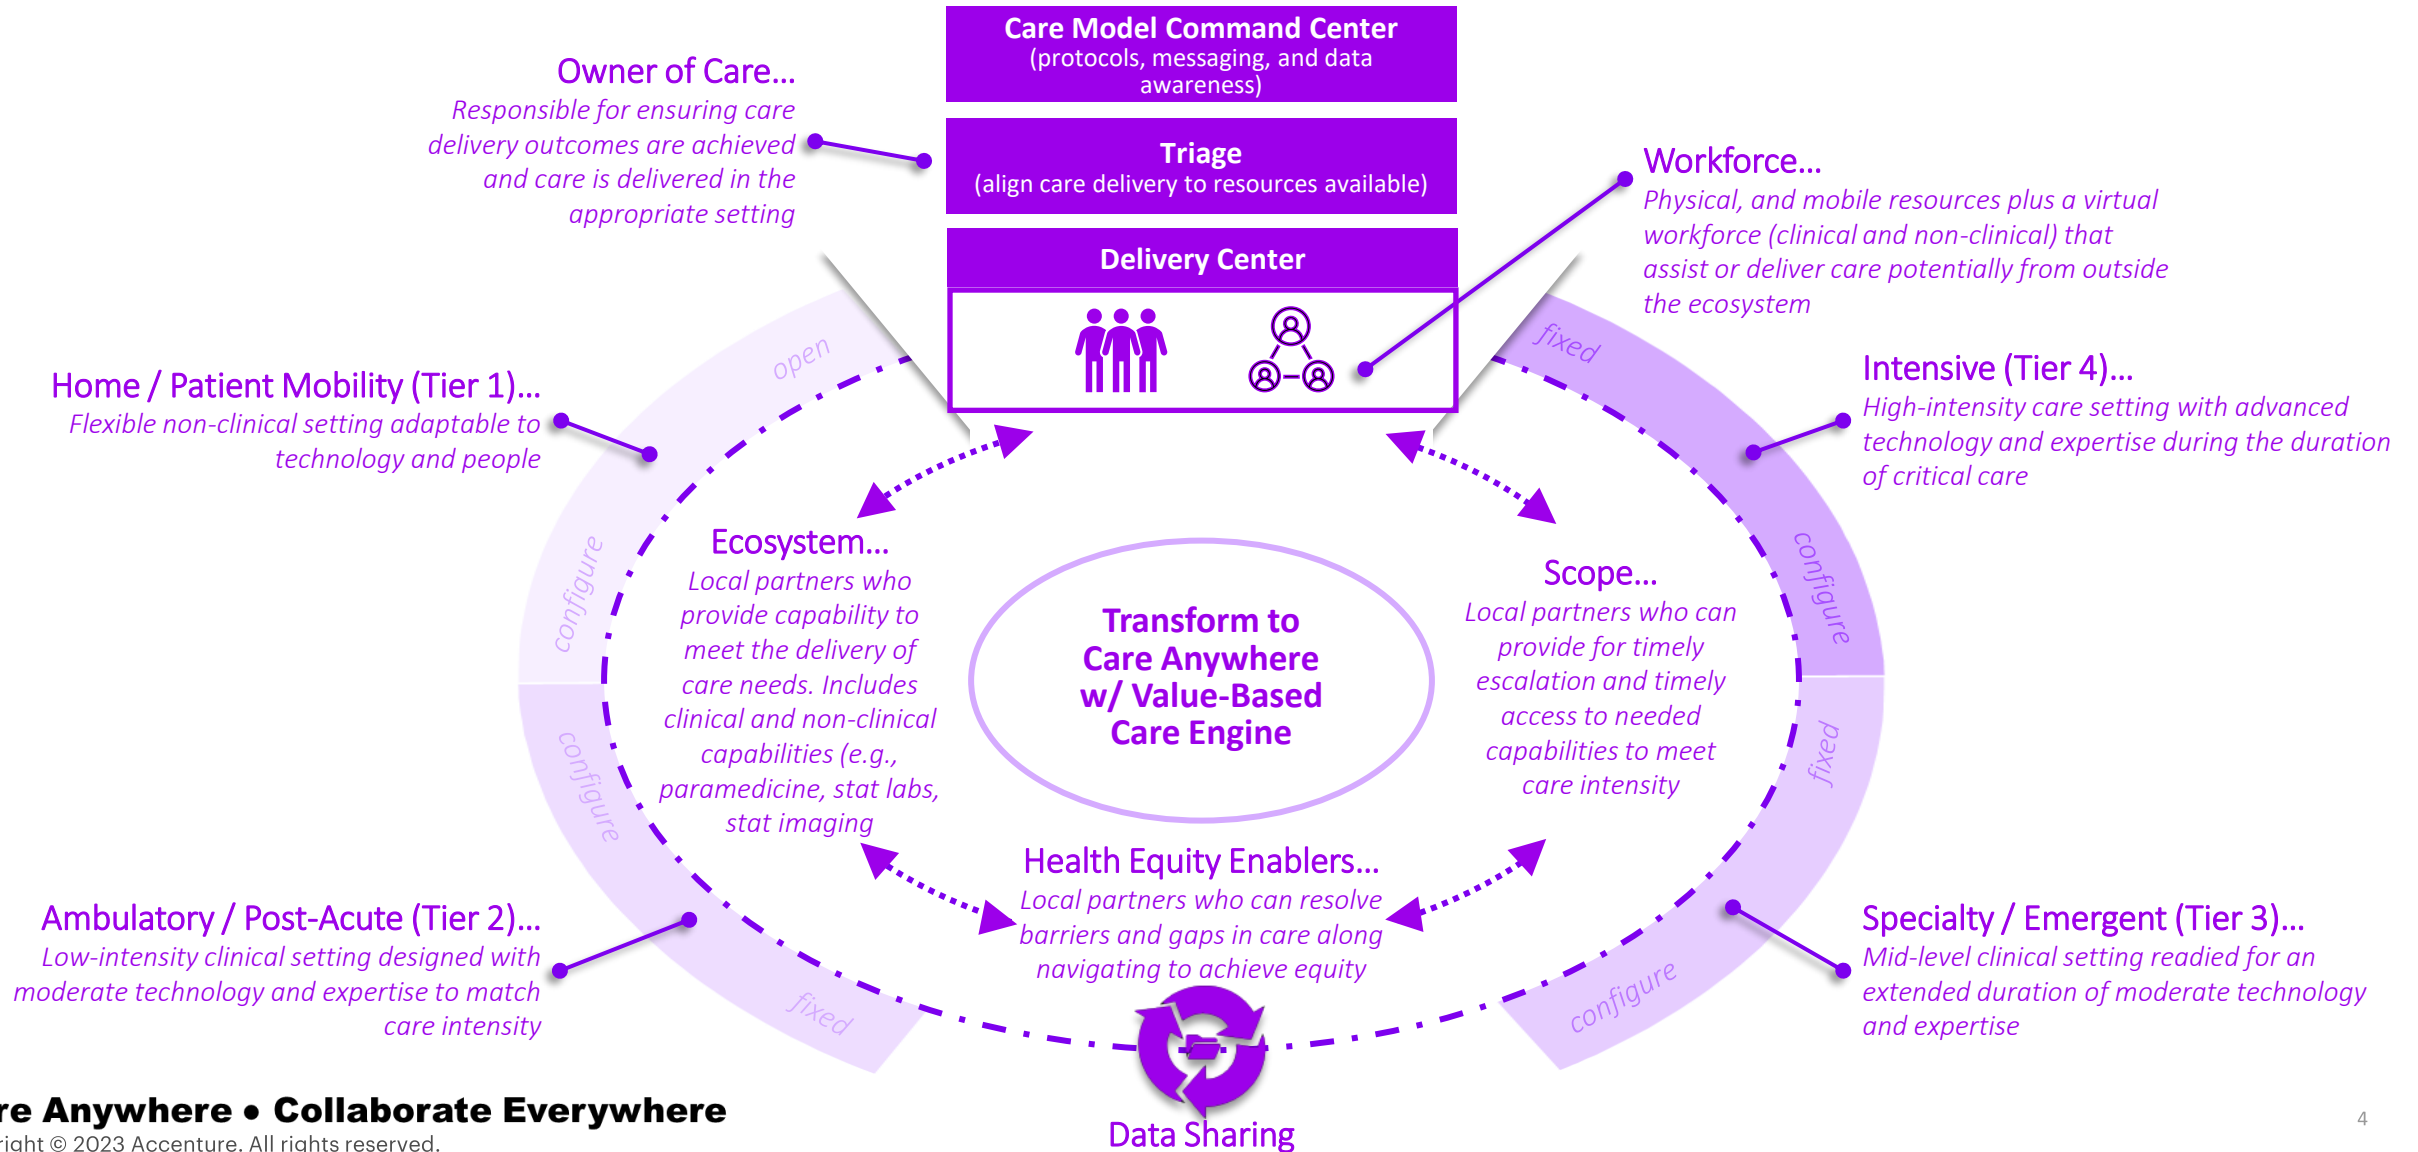 Care Model Command Center
(protocols, messaging, and data
awareness)
Owner of Care...
Responsible for ensuring care
delivery outcomes are achieved
and care is delivered in the
appropriate setting
Triage
(align care delivery to resources available)
Workforce...
Physical, and mobile resources plus a virtual
workforce (clinical and non-clinical) that
assist or deliver care potentially from outside
the ecosystem
Delivery Center
open
fixed
Home / Patient Mobility (Tier 1)...
Flexible non-clinical setting adaptable to
technology and people
Intensive (Tier 4)...
High-intensity care setting with advanced
technology and expertise during the duration
of critical care
configure
configure
Ecosystem...
Local partners who
provide capability to
meet the delivery of
care needs. Includes
clinical and non-clinical
capabilities (e.g.,
paramedicine, stat labs,
stat imaging
Transform to
Care Anywhere
w/ Value-Based
Care Engine
Scope...
Local partners who can
provide for timely
escalation and timely
access to needed
capabilities to meet
care intensity
configure
fixed
Health Equity Enablers...
Local partners who can resolve
barriers and gaps in care along
navigating to achieve equity
Ambulatory / Post-Acute (Tier 2)...
Low-intensity clinical setting designed with
moderate technology and expertise to match
care intensity
fixed
configure
Specialty / Emergent (Tier 3)...
Mid-level clinical setting readied for an
extended duration of moderate technology
and expertise
Data Sharing
re Anywhere ● Collaborate Everywhere
right © 2023 Accenture. All rights reserved.
4